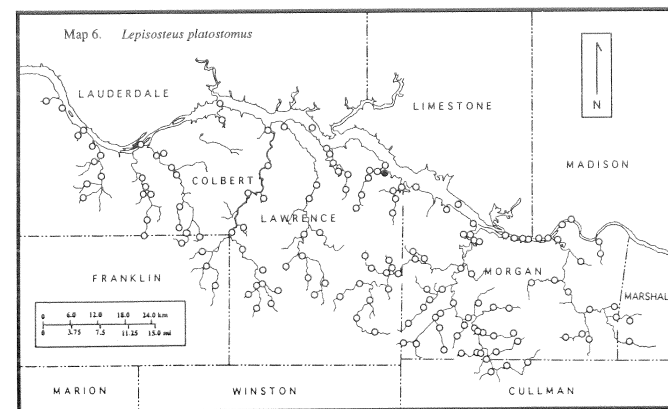 Map 6. Lepisosteus platostomus
LAUDERDALE
LIMESTONE
N
MADISON
COLBERT
LAWRENCE
FRANKLIN
MORGAN
MARSHAL
0 6.0 12.0 18.0 24.0 km
0 3.75 7.5 11.25 15.0 mi
MARION
WINSTON
CULLMAN